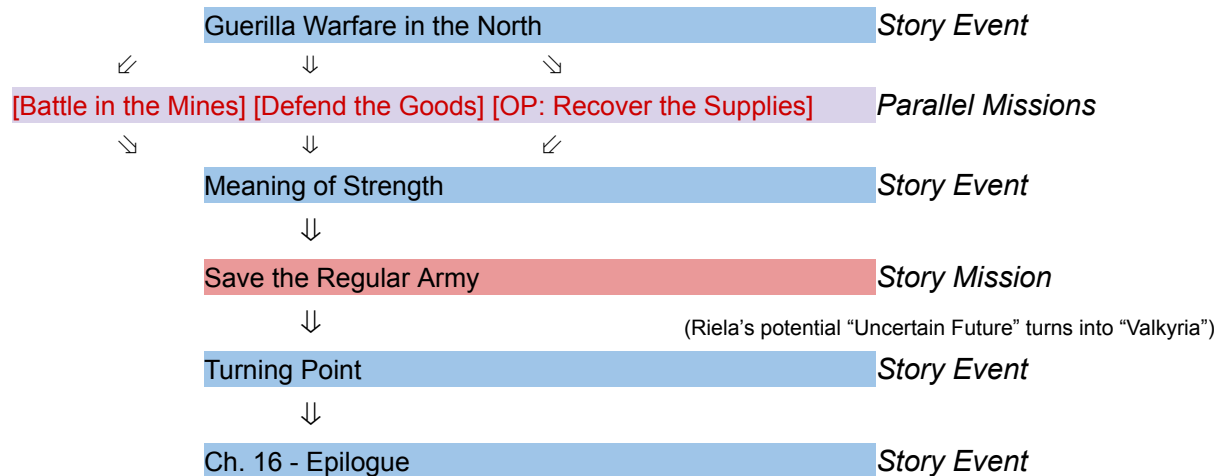 Guerilla Warfare in the North Story Event
⇙ ⇓ ⇘
[Battle in the Mines] [Defend the Goods] [OP: Recover the Supplies] Parallel Missions
⇘ ⇓ ⇙
Meaning of Strength Story Event
⇓
Save the Regular Army Story Mission
⇓ (Riela’s potential “Uncertain Future” turns into “Valkyria”)
Turning Point Story Event
⇓
Ch. 16 - Epilogue Story Event